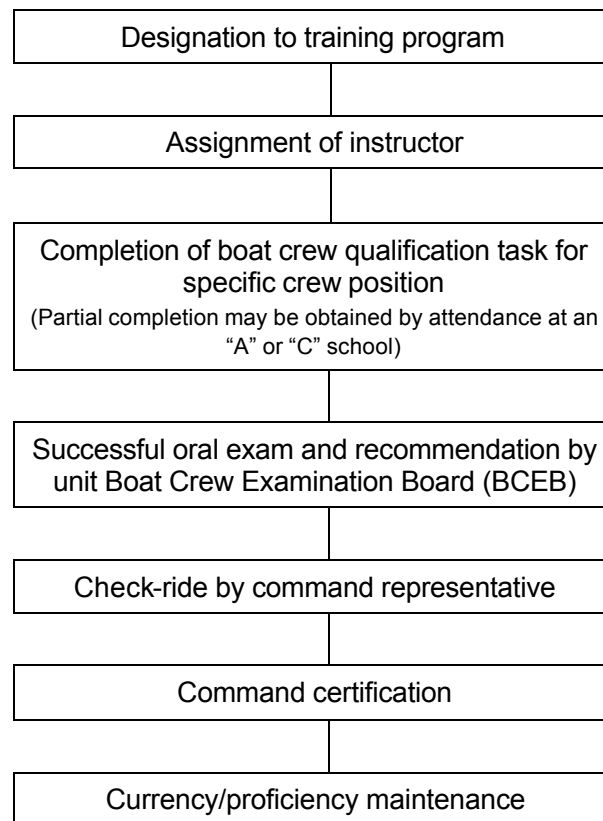 Designation to training program
Assignment of instructor
Completion of boat crew qualification task for
specific crew position
(Partial completion may be obtained by attendance at an
“A” or “C” school)
Successful oral exam and recommendation by
unit Boat Crew Examination Board (BCEB)
Check-ride by command representative
Command certification
Currency/proficiency maintenance